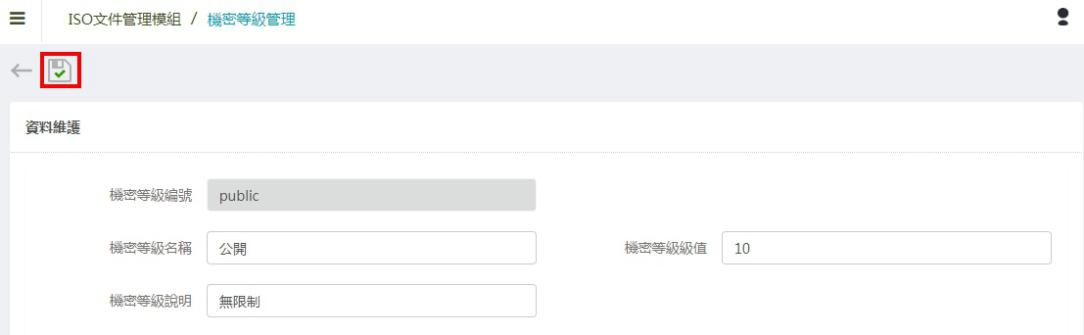 ISO文件管理模組 / 機密等級管理
資料維護
機密等級編號 public
機密等級名稱 公開 機密等級級值 10
機密等級說明 無限制